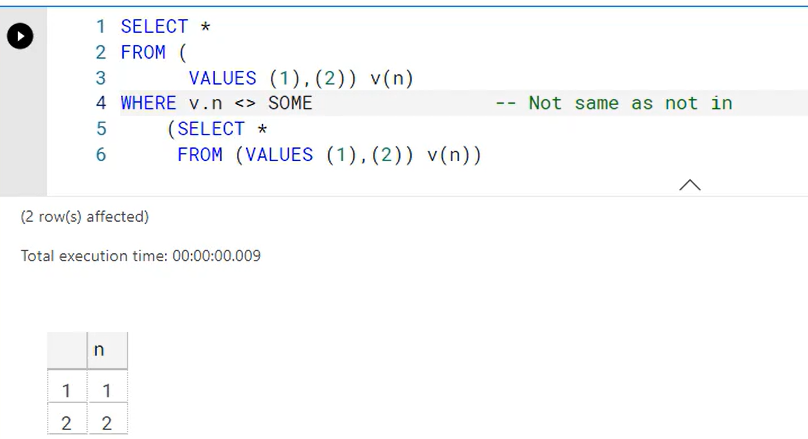 1 SELECT *
2 FROM (
3 VALUES (1),(2)) v(n)
4 WHERE v.n <> SOME -- Not same as not in
5 (SELECT *
6 FROM (VALUES (1),(2)) v(n))
(2 row(s) affected)
Total execution time: 00:00:00.009
n
1 1
2 2